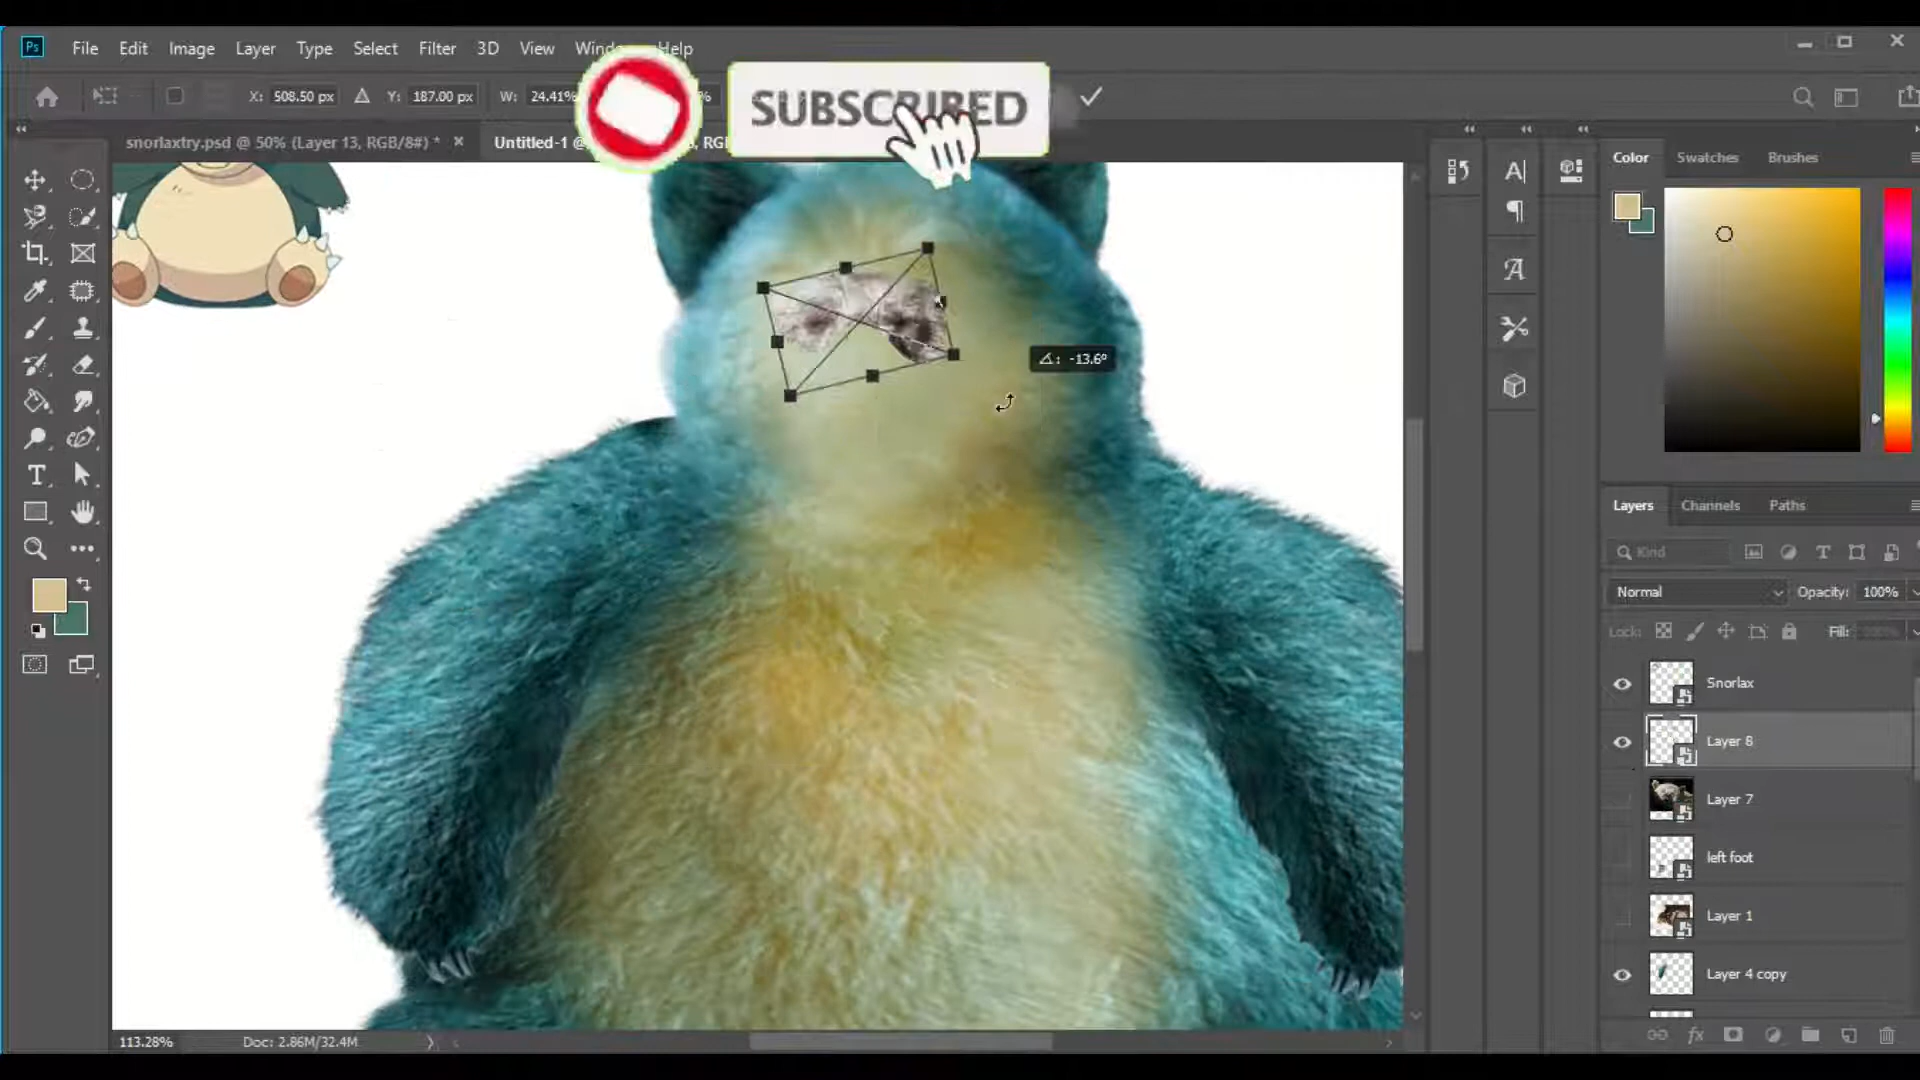 Ps File Edit Image Layer Type Select Filter 3D View Help
X: 508.50 px Y: 187.00 px W: 24.41% %
SUBSCRIBED
snorlaxtry.psd @ 50% (Layer 13, RGB/8#) * × Untitled-1 @
Color Swatches Brushes
∡: -13.6°
Layers Channels Paths
Kind
Normal Opacity: 100%
Lock: Fill:
Snorlax
Layer 8
Layer 7
left foot
Layer 1
Layer 4 copy
113.28% Doc: 2.86M/32.4M